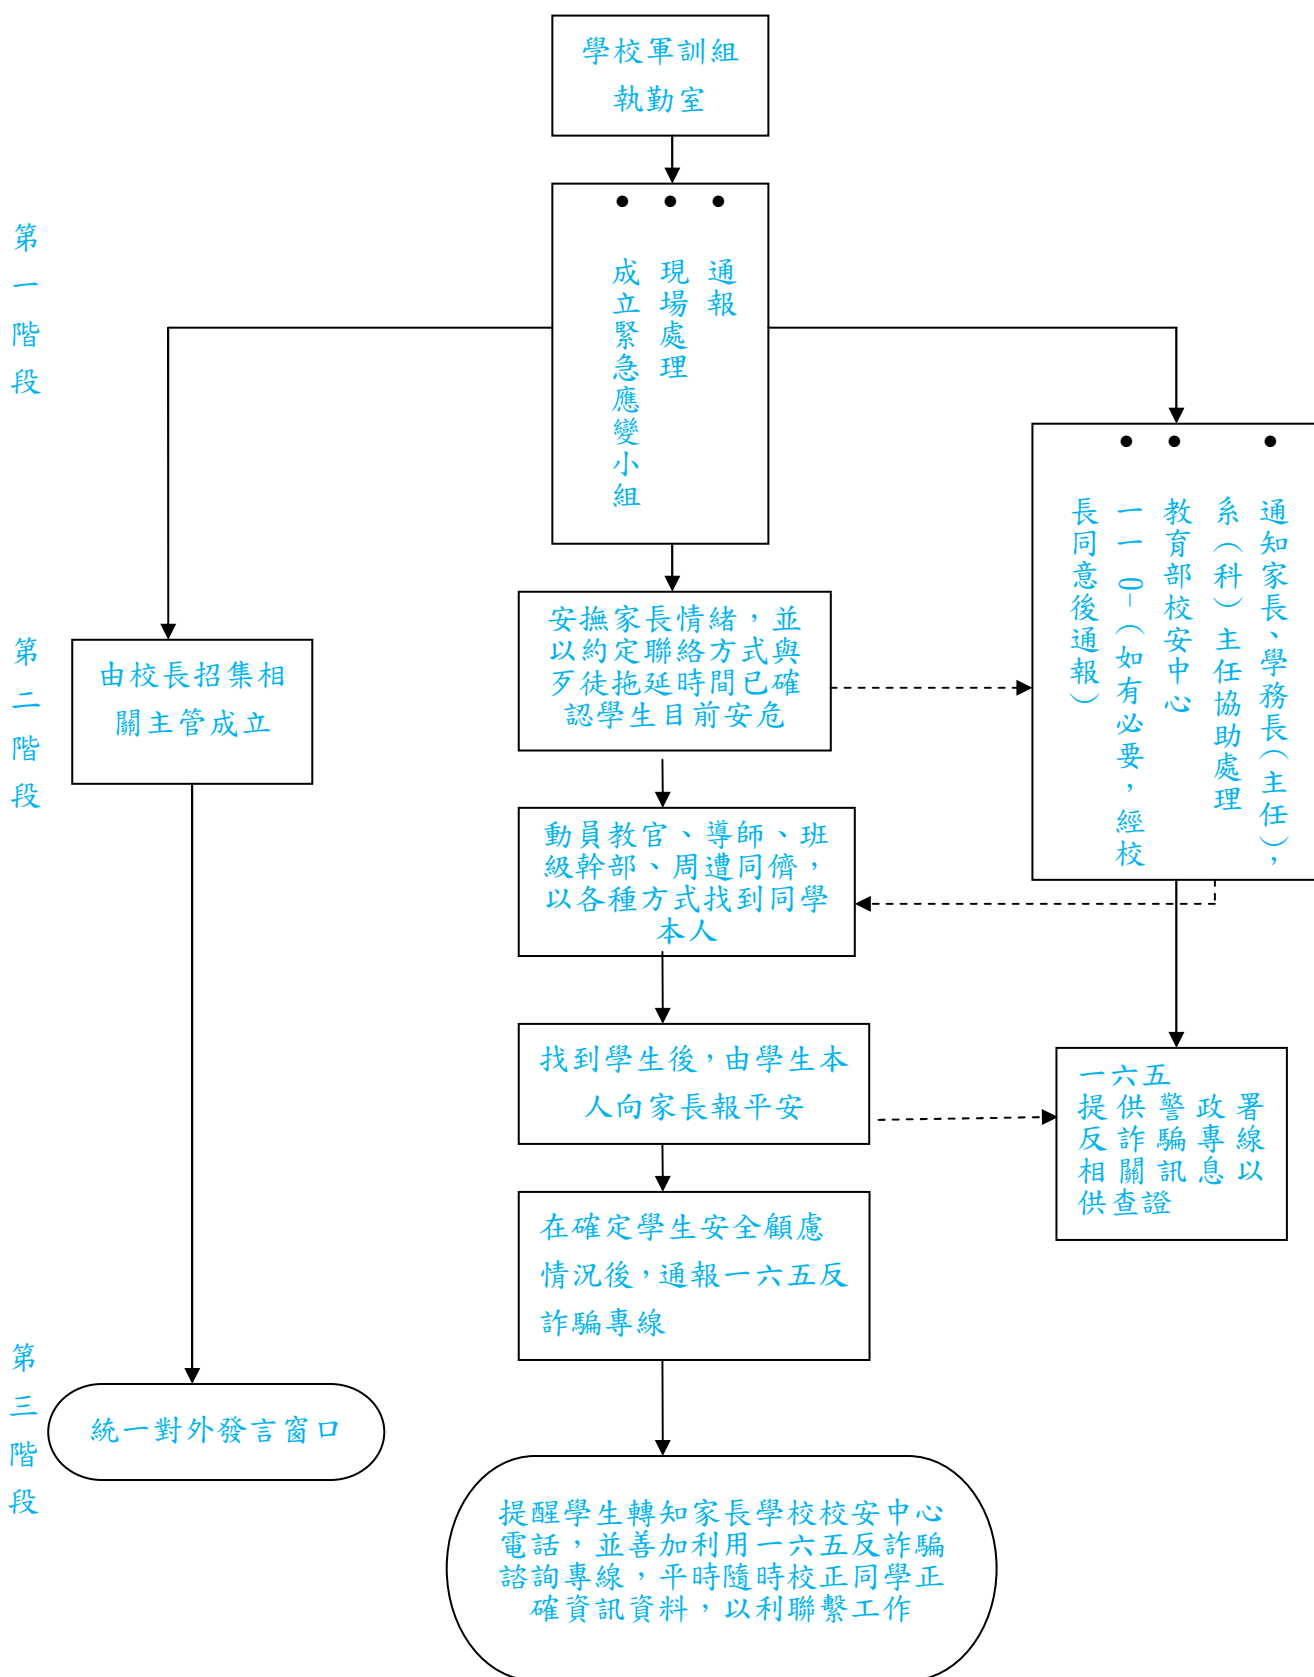 學校軍訓組
執勤室
第一階段
通報
現場處理
成立緊急應變小組
通知家長、學務長（主任），
系（科）主任協助處理
教育部校安中心
一一０–（如有必要，經校
長同意後通報）
第二階段
由校長招集相
關主管成立
安撫家長情緒，並
以約定聯絡方式與
歹徒拖延時間已確
認學生目前安危
動員教官、導師、班
級幹部、周遭同儕，
以各種方式找到同學
本人
找到學生後，由學生本
人向家長報平安
一六五
提供警政署
反詐騙專線
相關訊息以
供查證
在確定學生安全顧慮
情況後，通報一六五反
詐騙專線
第三階段
統一對外發言窗口
提醒學生轉知家長學校校安中心
電話，並善加利用一六五反詐騙
諮詢專線，平時隨時校正同學正
確資訊資料，以利聯繫工作